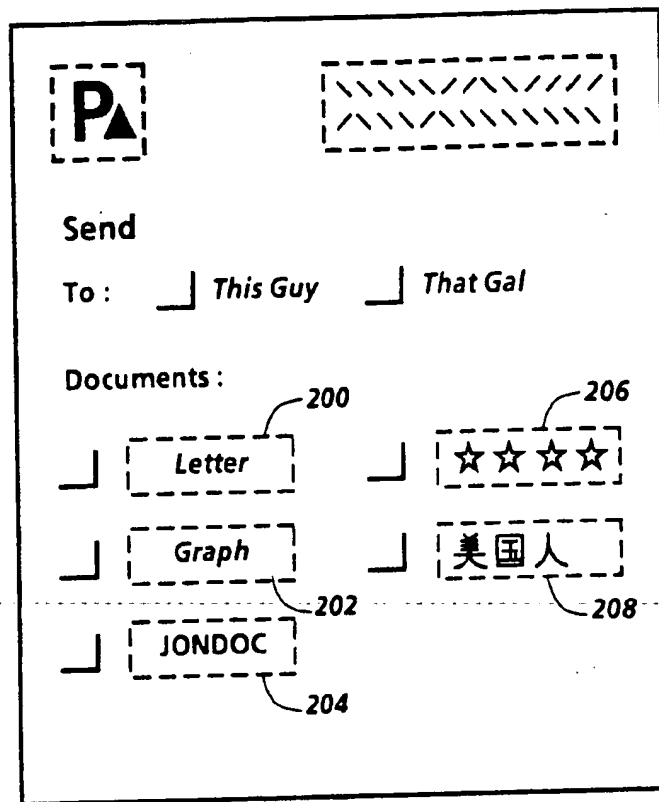 P
Send
To : This Guy That Gal
Documents :
200 206
Letter ☆☆☆☆
Graph 美国人
202 208
JONDOC
204